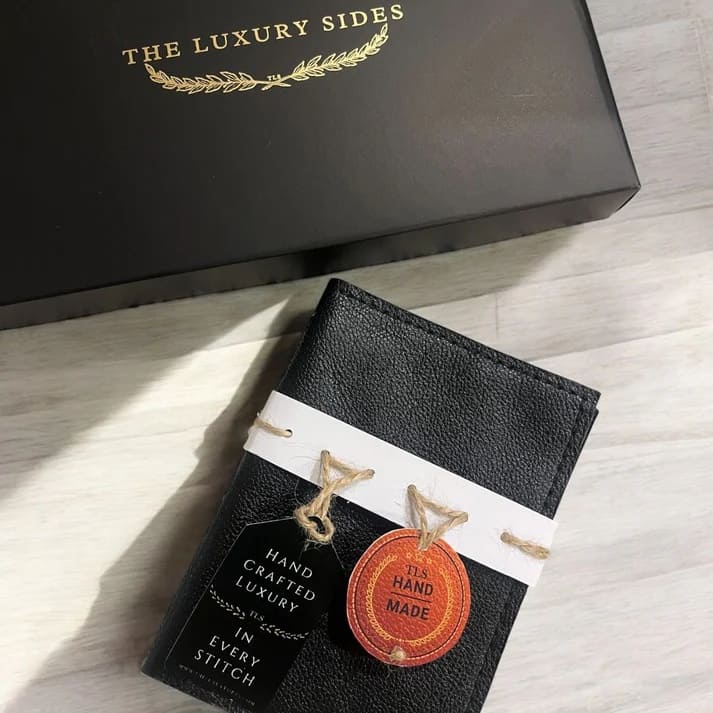 THE LUXURY SIDES
TLS
HAND
CRAFTED
LUXURY
TLS
IN
EVERY
STITCH
TLS
HAND
MADE